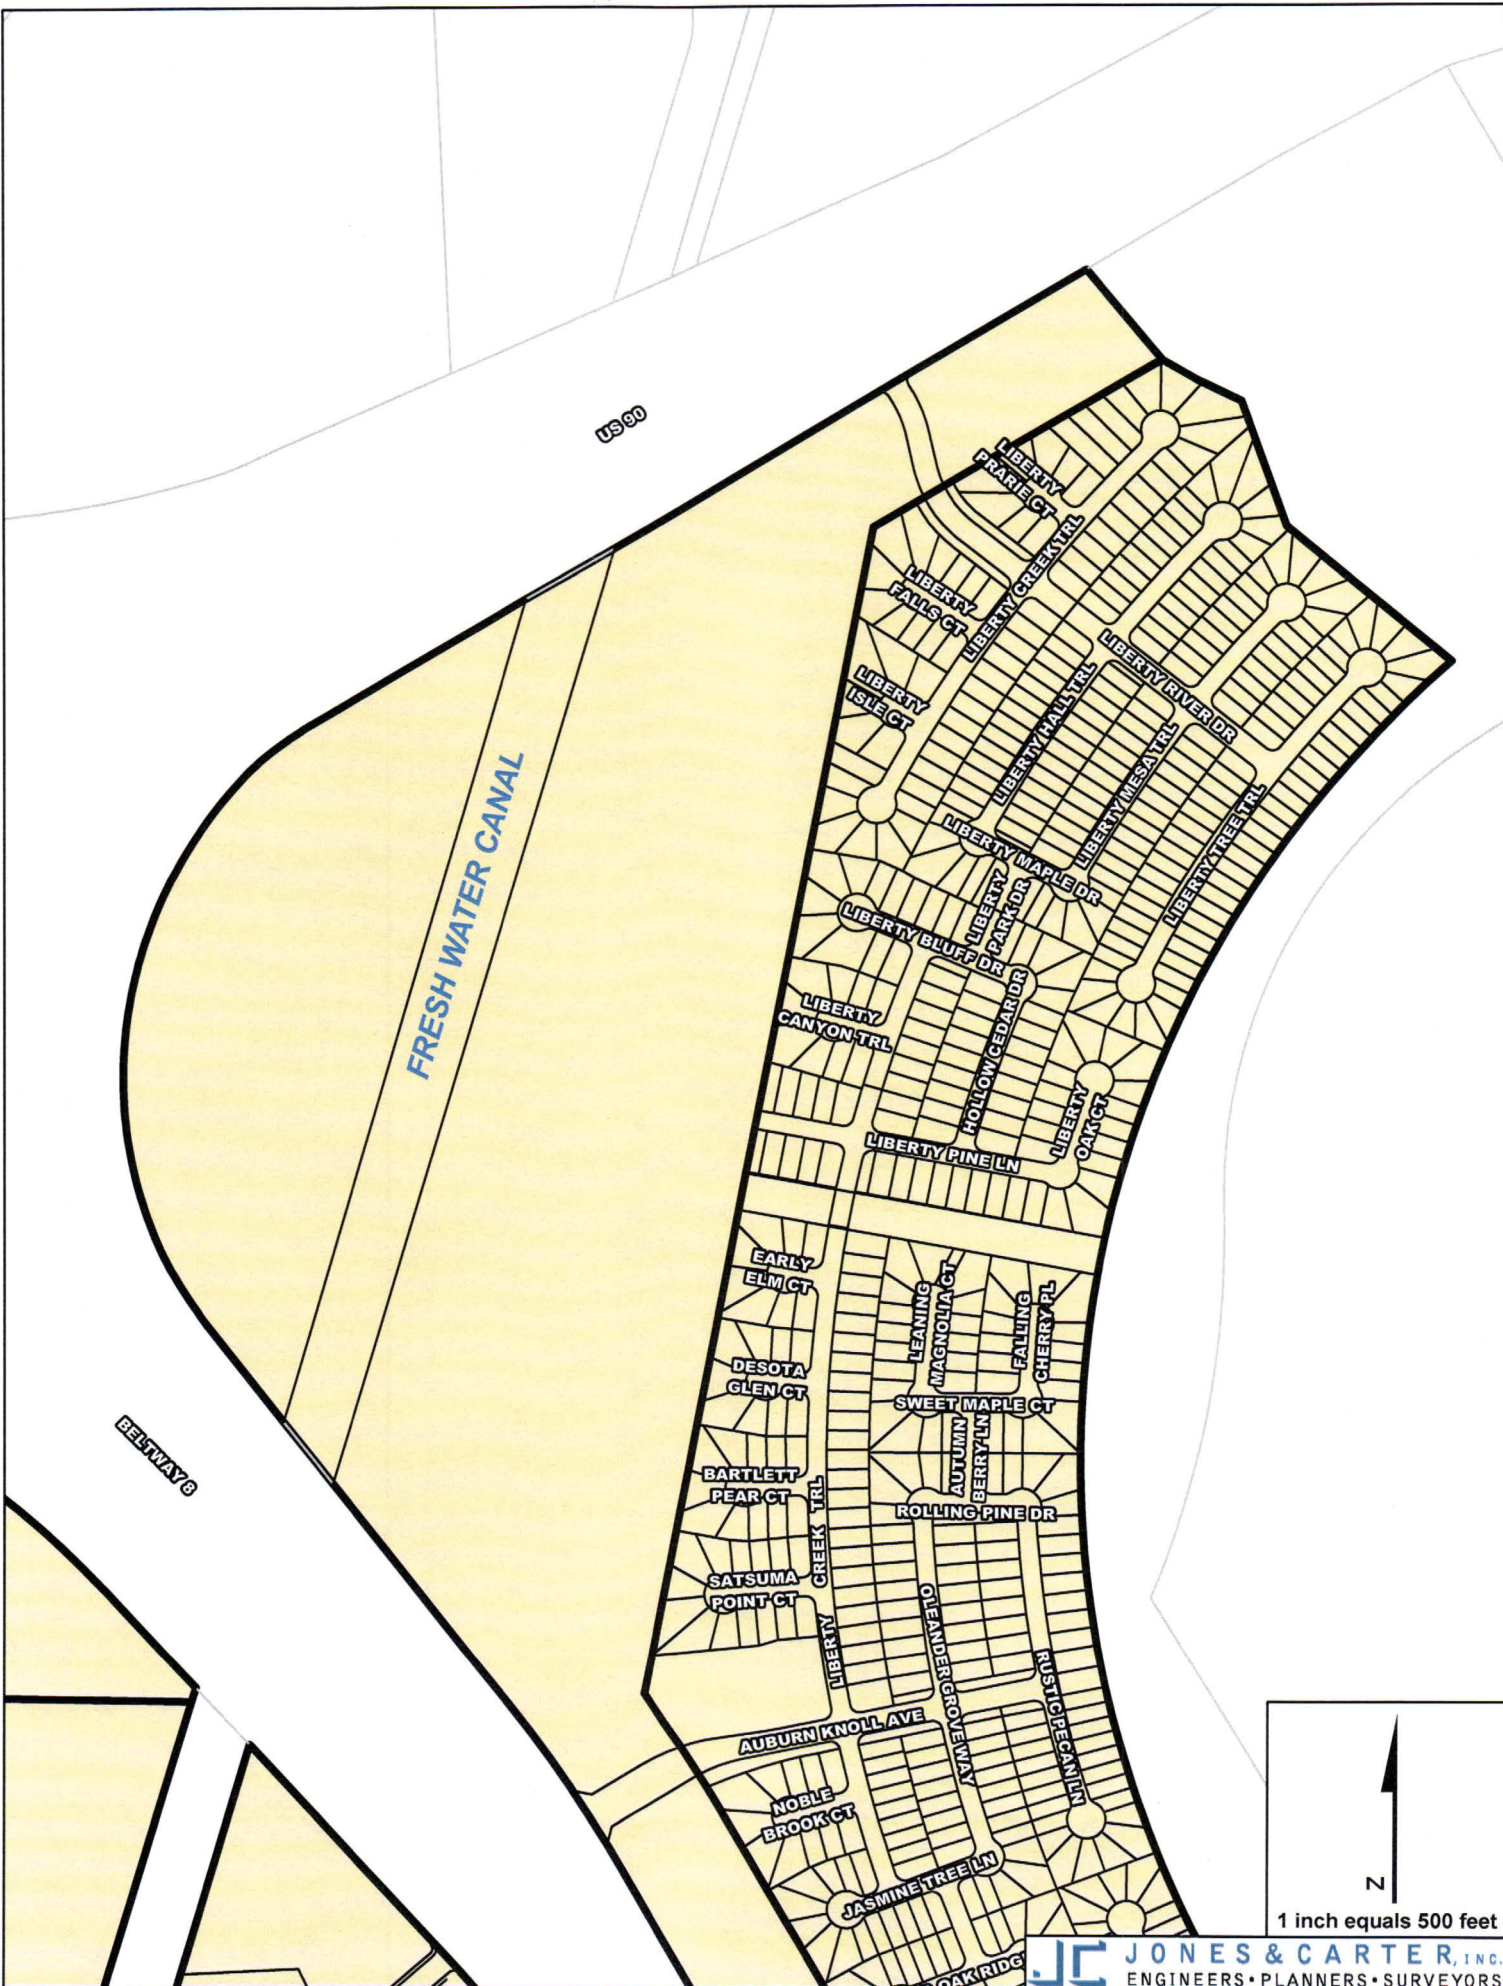 US 90
LIBERTY
PRARIE CT
LIBERTY CREEK TRL
LIBERTY
FALLS CT
LIBERTY
ISLE CT
LIBERTY RIVER DR
LIBERTY HALL TRL
LIBERTY MESA TRL
LIBERTY TREE TRL
LIBERTY MAPLE DR
LIBERTY
PARK DR
LIBERTY BLUFF DR
FRESH WATER CANAL
LIBERTY
CANYON TRL
HOLLOW CEDAR DR
LIBERTY
OAK CT
LIBERTY PINE LN
EARLY
ELM CT
LEANING
MAGNOLIA CT
FALLING
CHERRY PL
DESOTA
GLEN CT
SWEET MAPLE CT
AUTUMN
BERRY LN
BELTWAY 8
BARTLETT
PEAR CT
ROLLING PINE DR
LIBERTY CREEK TRL
SATSUMA
POINT CT
OLEANDER GROVE WAY
RUSTIC PECAN LN
AUBURN KNOLL AVE
NOBLE
BROOK CT
JASMINE TREE LN
OAK RIDG
N
1 inch equals 500 feet
JC JONES & CARTER, INC.
ENGINEERS • PLANNERS • SURVEYORS